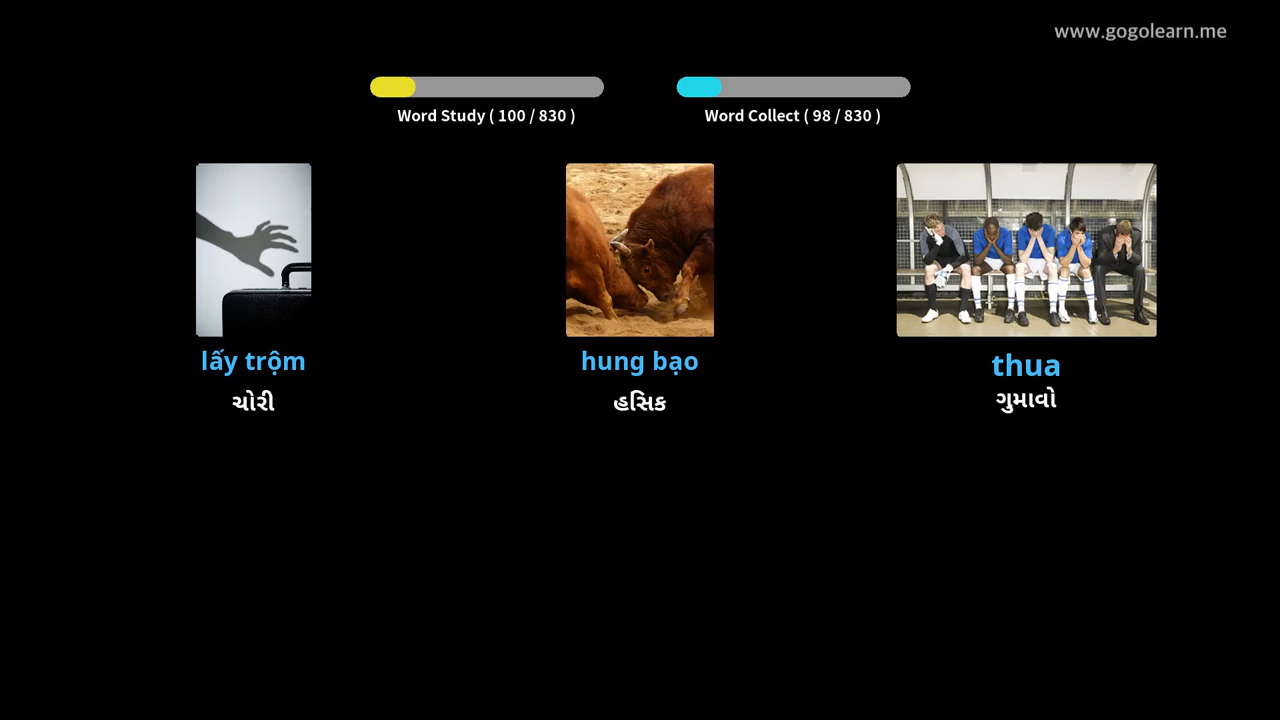 www.gogolearn.me
Word Study ( 100 / 830 )
Word Collect ( 98 / 830 )
lấy trộm
hung bạo
thua
ચોરી
હસિક
ગુમાવો